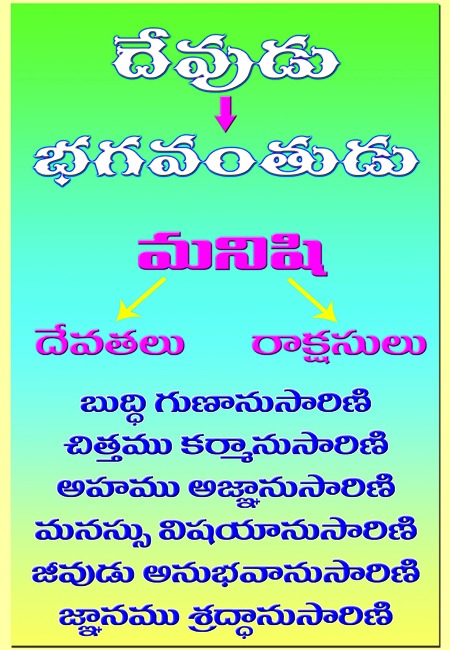 దేవుడు
భగవంతుడు
మనిషి
దేవతలు రాక్షసులు
బుద్ధి గుణానుసారిణి
చిత్తము కర్మానుసారిణి
అహము అజ్ఞానుసారిణి
మనస్సు విషయానుసారిణి
జీవుడు అనుభవానుసారిణి
జ్ఞానము శ్రద్ధానుసారిణి